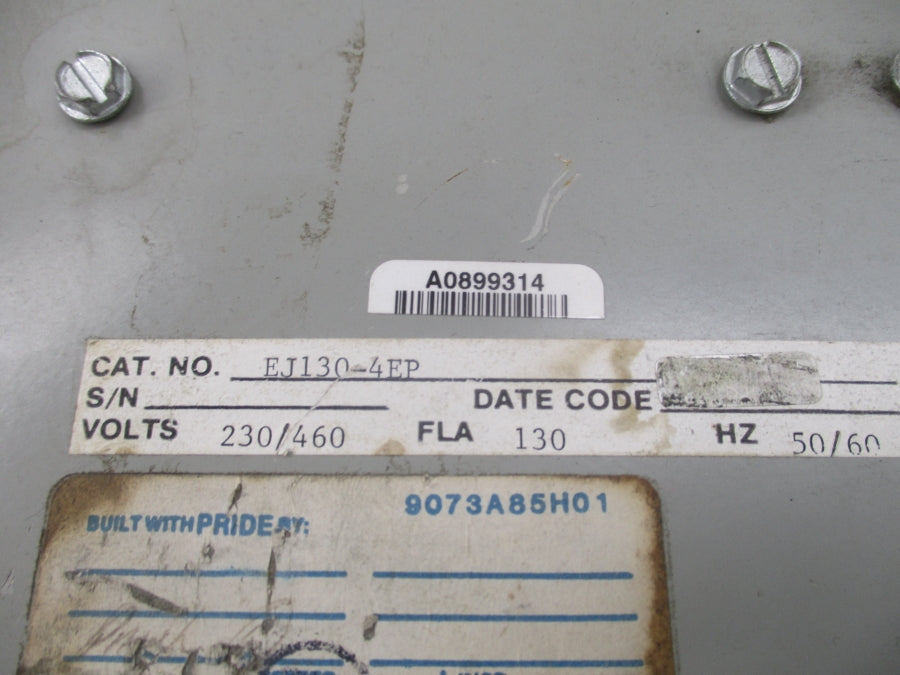 A0899314
CAT. NO. EJ130-4EP
S/N DATE CODE
VOLTS 230/460 FLA 130 HZ 50/60
9073A85H01
BUILT WITH PRIDE BY: